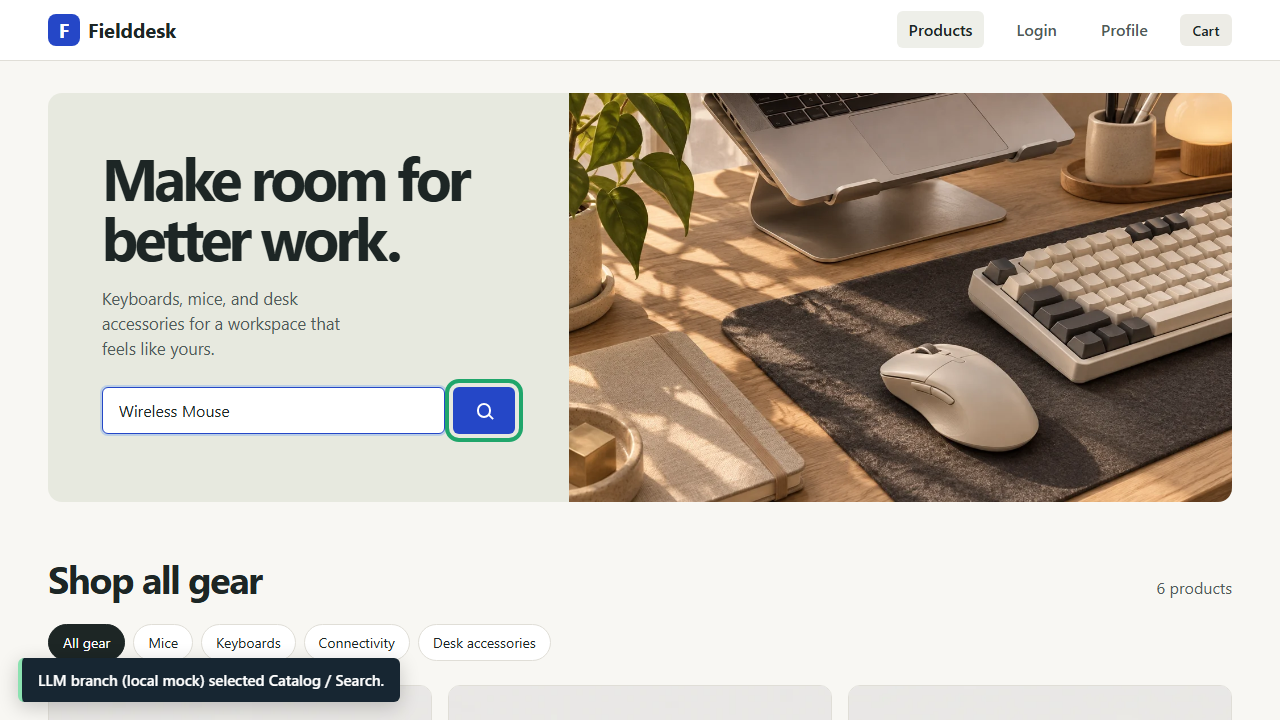 F Fielddesk
Products Login Profile Cart
Make room for
better work.
Keyboards, mice, and desk
accessories for a workspace that
feels like yours.
Wireless Mouse
Shop all gear
6 products
All gear Mice Keyboards Connectivity Desk accessories
LLM branch (local mock) selected Catalog / Search.